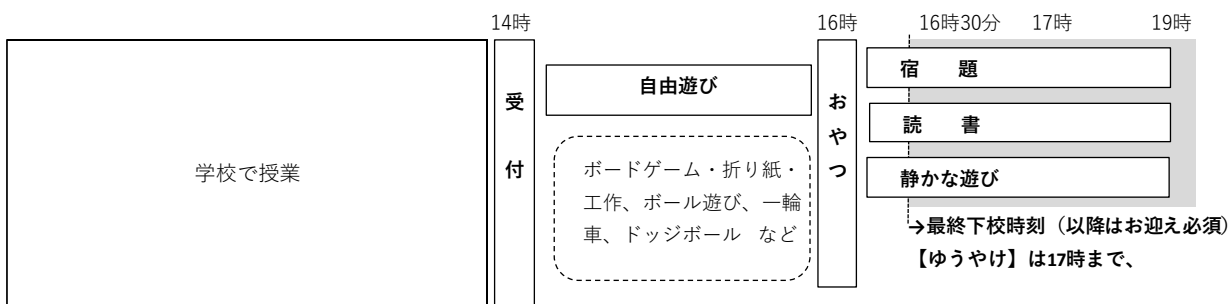 14時
16時
16時30分
17時
19時
学校で授業
受付
自由遊び
ボードゲーム・折り紙・
工作、ボール遊び、一輪
車、ドッジボール　など
おやつ
宿　題
読　書
静かな遊び
→最終下校時刻（以降はお迎え必須）
【ゆうやけ】は17時まで、